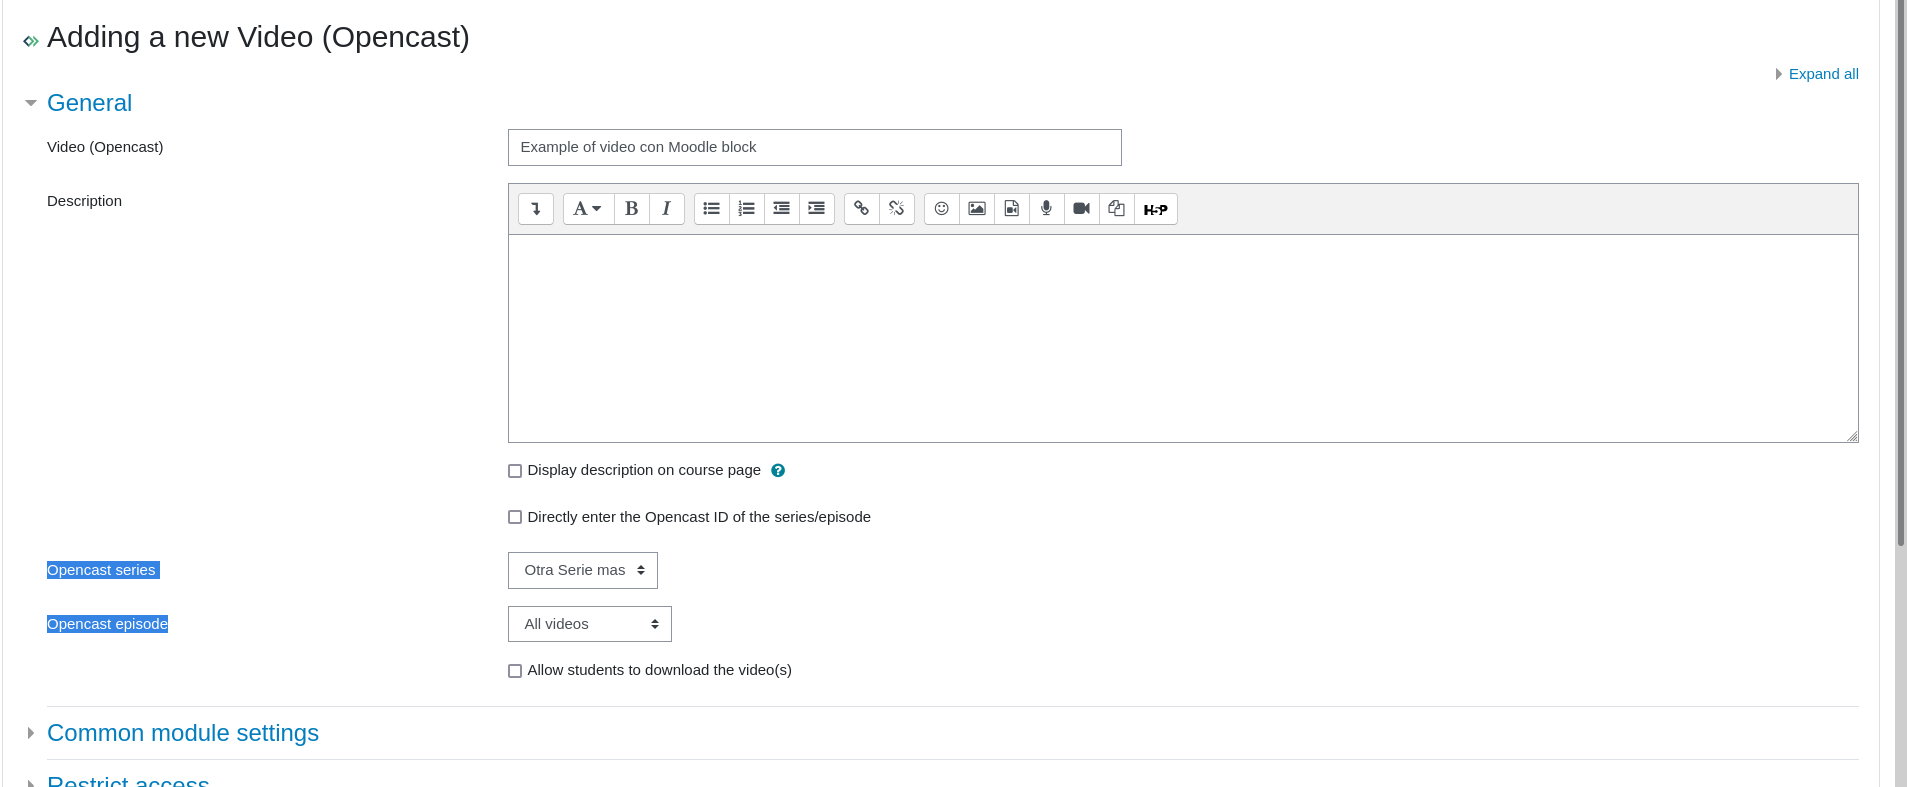 Adding a new Video (Opencast)
Expand all
General
Video (Opencast)
Example of video con Moodle block
Description
A B I
H-P
Display description on course page
Directly enter the Opencast ID of the series/episode
Opencast series
Otra Serie mas
Opencast episode
All videos
Allow students to download the video(s)
Common module settings
Restrict access